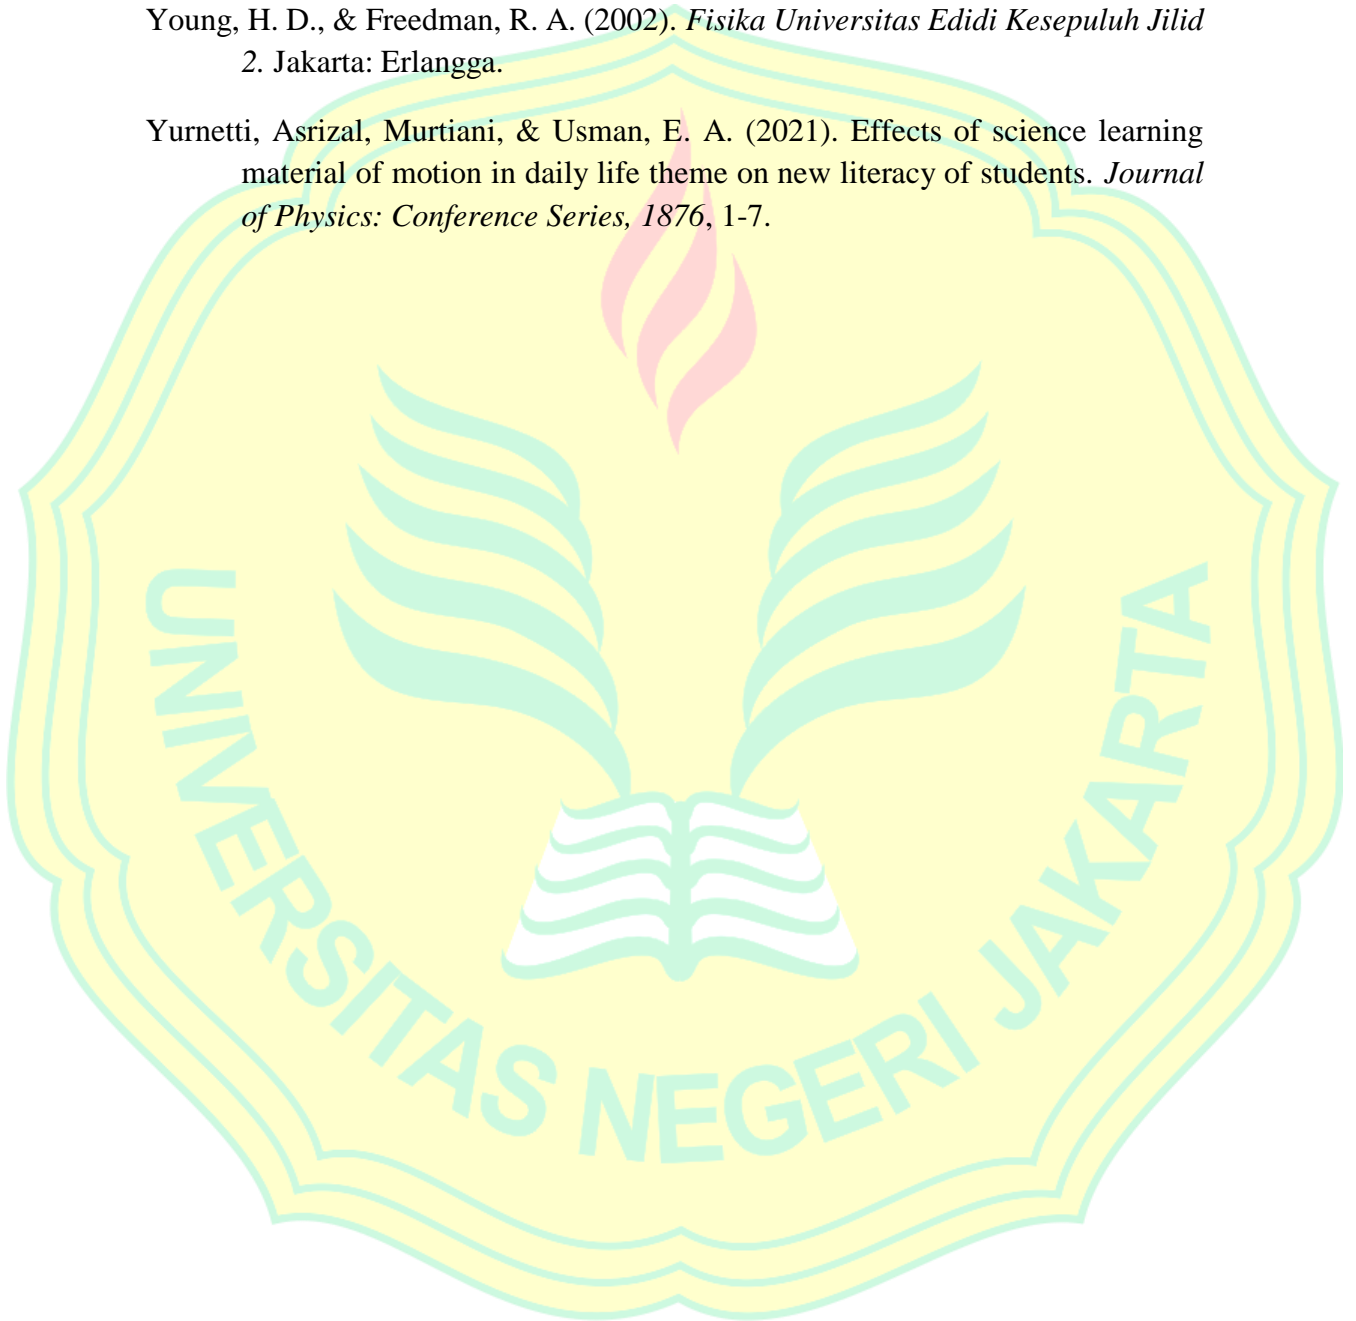 Young, H. D., & Freedman, R. A. (2002). Fisika Universitas Edidi Kesepuluh Jilid
2. Jakarta: Erlangga.
Yurnetti, Asrizal, Murtiani, & Usman, E. A. (2021). Effects of science learning
material of motion in daily life theme on new literacy of students. Journal
of Physics: Conference Series, 1876, 1-7.
UNIVERSITAS NEGERI JAKARTA